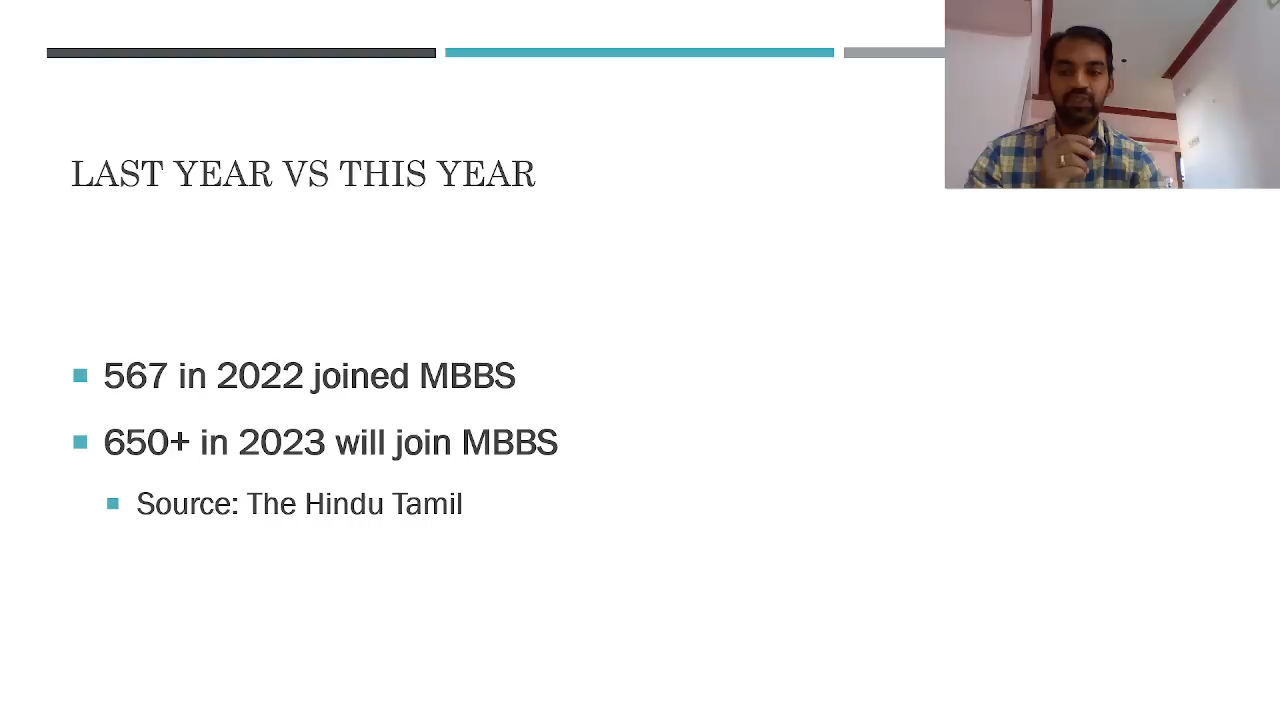 LAST YEAR VS THIS YEAR
567 in 2022 joined MBBS
650+ in 2023 will join MBBS
Source: The Hindu Tamil